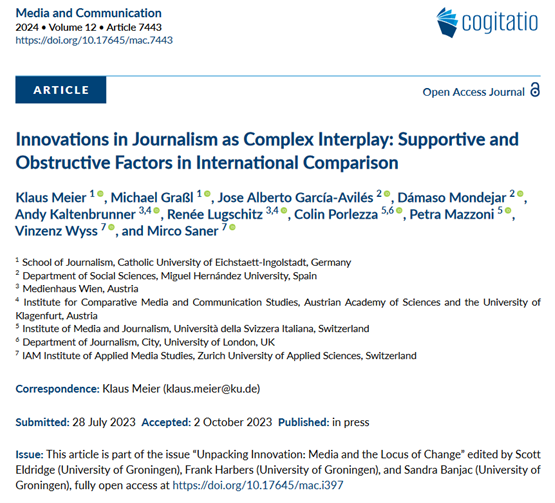 Media and Communication
2024 • Volume 12 • Article 7443
https://doi.org/10.17645/mac.7443
cogitatio
ARTICLE
Open Access Journal
Innovations in Journalism as Complex Interplay: Supportive and
Obstructive Factors in International Comparison
Klaus Meier 1, Michael Graßl 1, Jose Alberto García-Avilés 2, Dámaso Mondejar 2,
Andy Kaltenbrunner 3,4, Renée Lugschitz 3,4, Colin Porlezza 5,6, Petra Mazzoni 5,
Vinzenz Wyss 7, and Mirco Saner 7
1 School of Journalism, Catholic University of Eichstaett-Ingolstadt, Germany
2 Department of Social Sciences, Miguel Hernández University, Spain
3 Medienhaus Wien, Austria
4 Institute for Comparative Media and Communication Studies, Austrian Academy of Sciences and the University of
Klagenfurt, Austria
5 Institute of Media and Journalism, Università della Svizzera Italiana, Switzerland
6 Department of Journalism, City, University of London, UK
7 IAM Institute of Applied Media Studies, Zurich University of Applied Sciences, Switzerland
Correspondence: Klaus Meier (klaus.meier@ku.de)
Submitted: 28 July 2023 Accepted: 2 October 2023 Published: in press
Issue: This article is part of the issue “Unpacking Innovation: Media and the Locus of Change” edited by Scott
Eldridge (University of Groningen), Frank Harbers (University of Groningen), and Sandra Banjac (University of
Groningen), fully open access at https://doi.org/10.17645/mac.i397